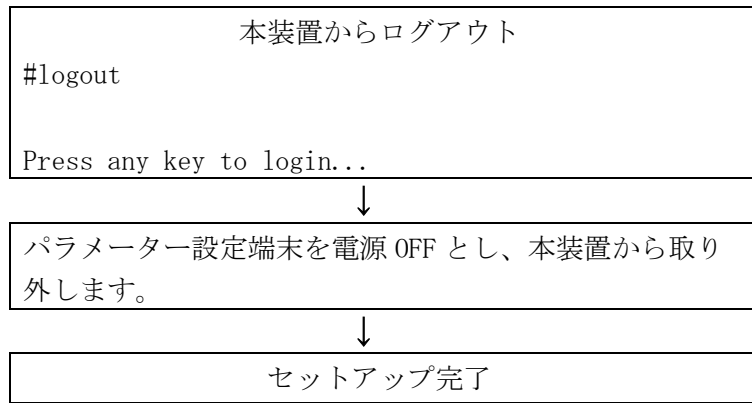 本装置からログアウト
#logout
Press any key to login...
↓
パラメーター設定端末を電源 OFF とし、本装置から取り
外します。
↓
セットアップ完了